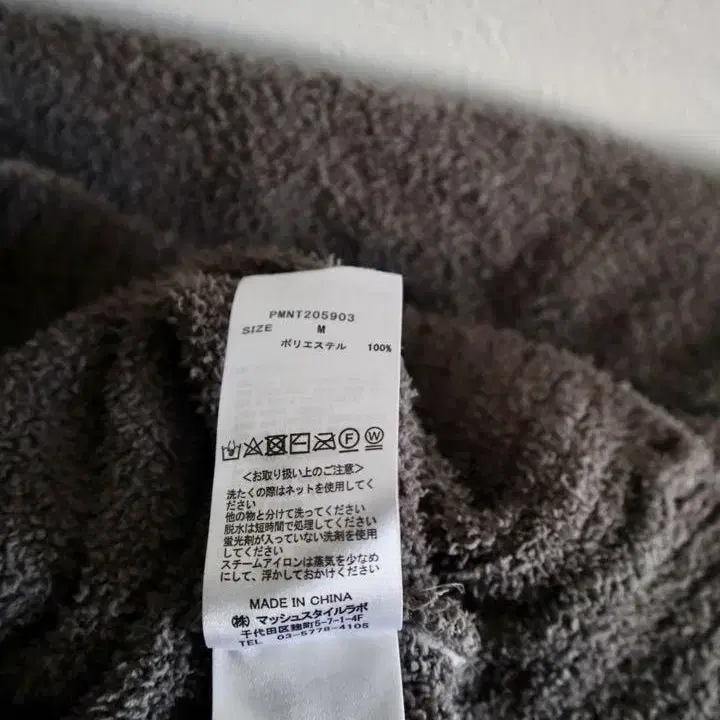 PMNT205903
SIZE M
ポリエステル 100%
<お取り扱い上のご注意>
洗たくの際はネットを使用してく
ださい
他の物と分けて洗ってください
脱水は短時間で処理してください
蛍光剤が入っていない洗剤を使用
してください
スチームアイロンは蒸気を少なめ
にして、浮かしておかけください
MADE IN CHINA
(株) マッシュスタイルラボ
千代田区麹町5-7-1-4F
TEL 03-5778-4105